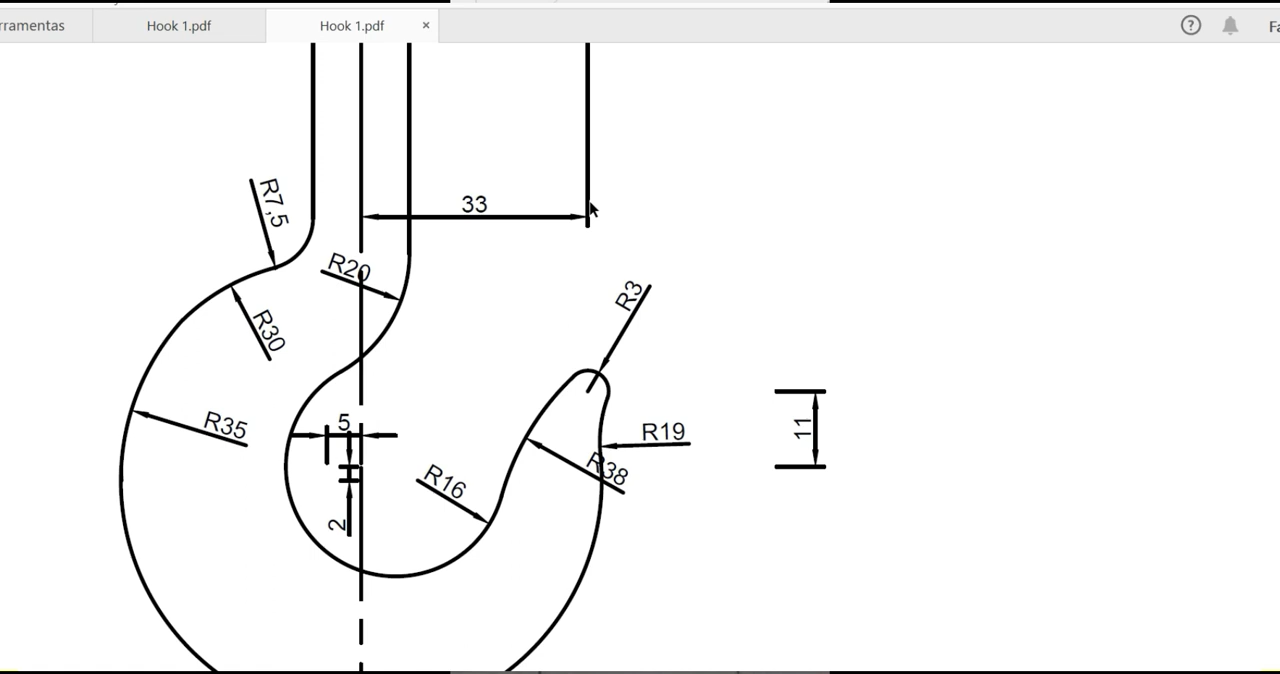 rramentas
Hook 1.pdf
Hook 1.pdf
×
?
Fa
R7,5
33
R20
R3
R30
5
R35
R19
11
R38
R16
2